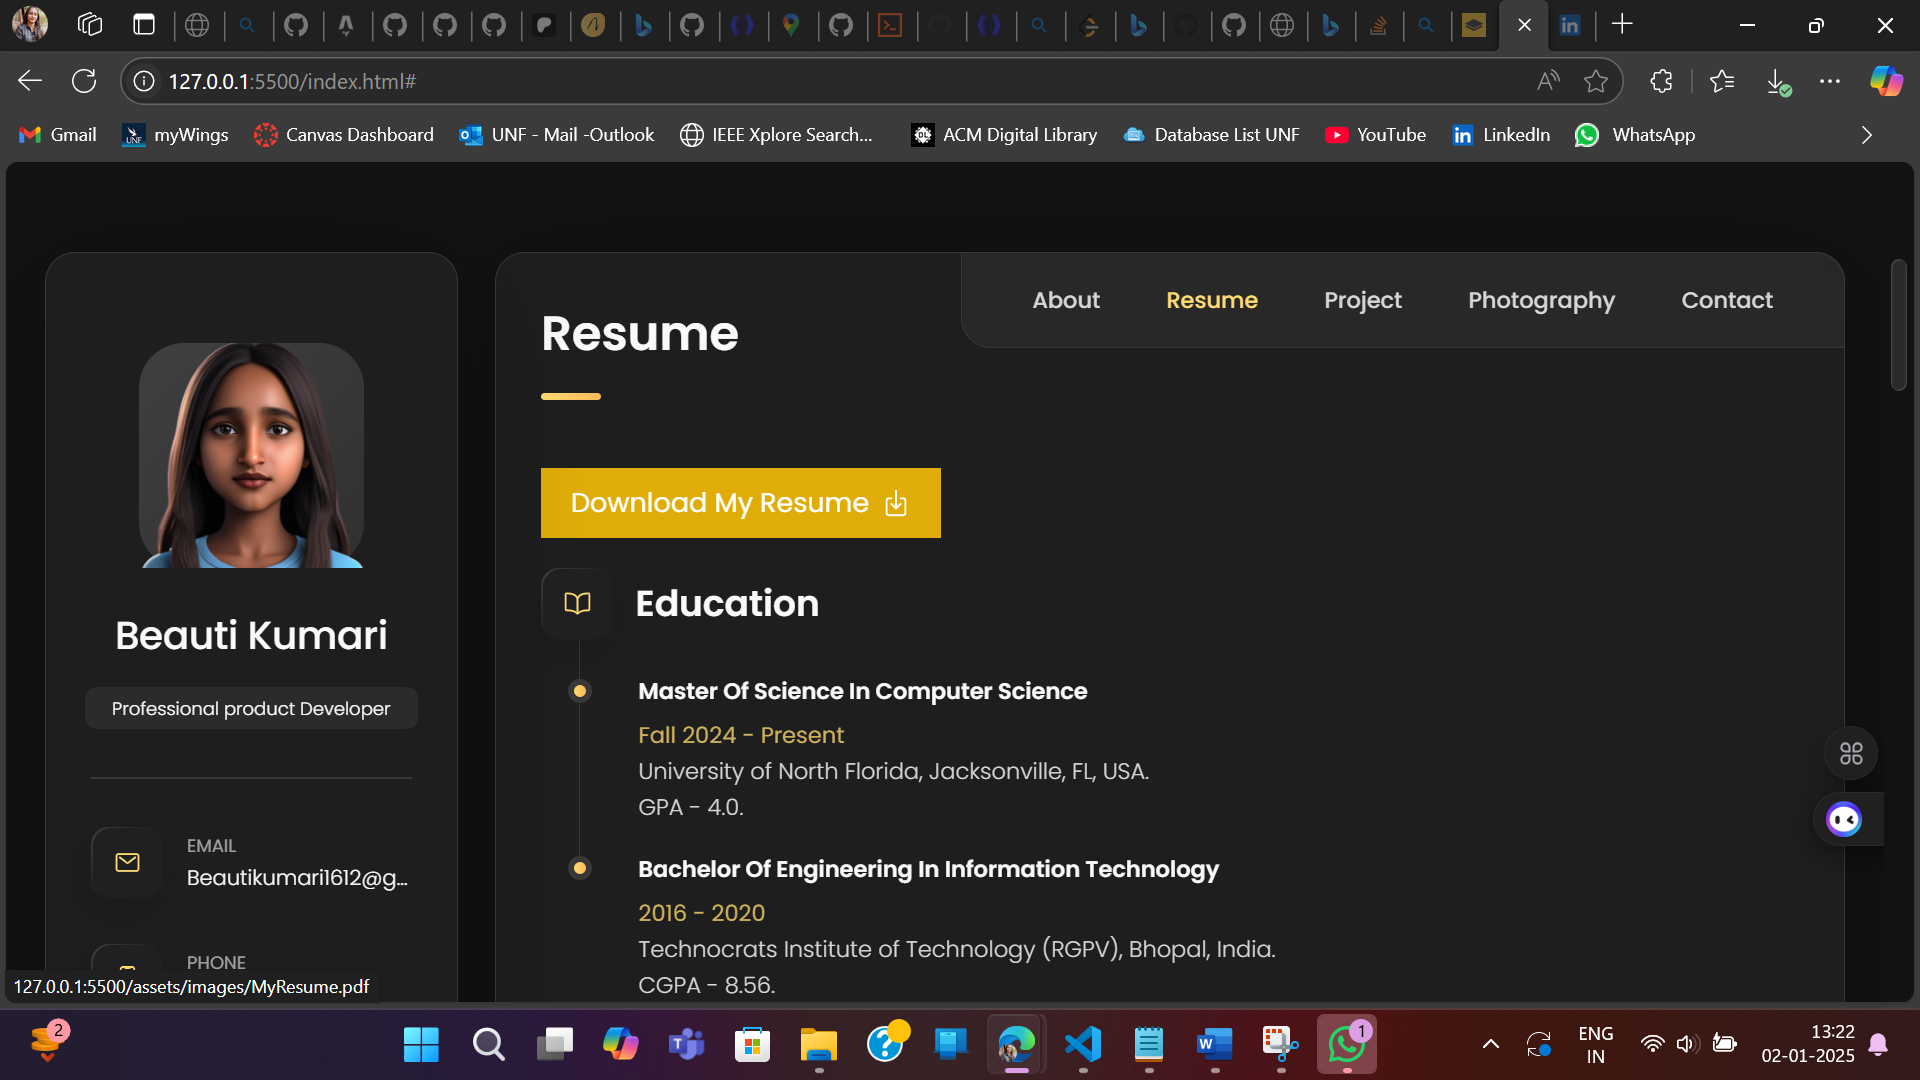 127.0.0.1:5500/index.html#
Gmail
myWings
Canvas Dashboard
UNF - Mail -Outlook
IEEE Xplore Search...
ACM Digital Library
Database List UNF
YouTube
LinkedIn
WhatsApp
About
Resume
Project
Photography
Contact
Resume
Download My Resume
Education
Master Of Science In Computer Science
Fall 2024 - Present
University of North Florida, Jacksonville, FL, USA.
GPA - 4.0.
Bachelor Of Engineering In Information Technology
2016 - 2020
Technocrats Institute of Technology (RGPV), Bhopal, India.
CGPA - 8.56.
Beauti Kumari
Professional product Developer
EMAIL
Beautikumari1612@g...
PHONE
127.0.0.1:5500/assets/images/MyResume.pdf
2
1
ENG
IN
13:22
02-01-2025